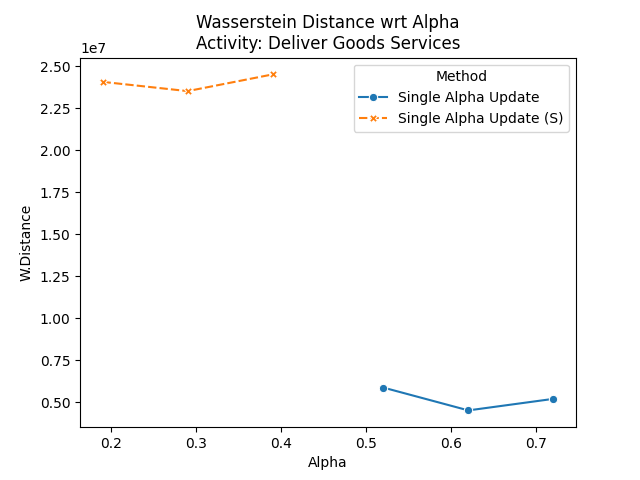 Wasserstein Distance wrt Alpha
Activity: Deliver Goods Services
1e7
2.50
2.25
2.00
1.75
1.50
1.25
1.00
0.75
0.50
W.Distance
Method
Single Alpha Update
Single Alpha Update (S)
0.2 0.3 0.4 0.5 0.6 0.7
Alpha